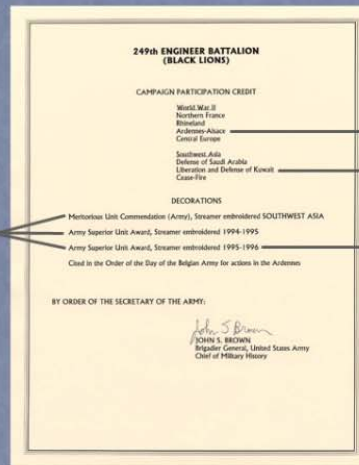 249th ENGINEER BATTALION
(BLACK LIONS)
CAMPAIGN PARTICIPATION CREDIT
World War II
Northern France
Rhineland
Ardennes-Alsace
Central Europe
Southwest Asia
Defense of Saudi Arabia
Liberation and Defense of Kuwait
Cease-Fire
DECORATIONS
Meritorious Unit Commendation (Army), Streamer embroidered SOUTHWEST ASIA
Army Superior Unit Award, Streamer embroidered 1994-1995
Army Superior Unit Award, Streamer embroidered 1995-1996
Cited in the Order of the Day of the Belgian Army for actions in the Ardennes
BY ORDER OF THE SECRETARY OF THE ARMY:
John S Brown
JOHN S. BROWN
Brigadier General, United States Army
Chief of Military History